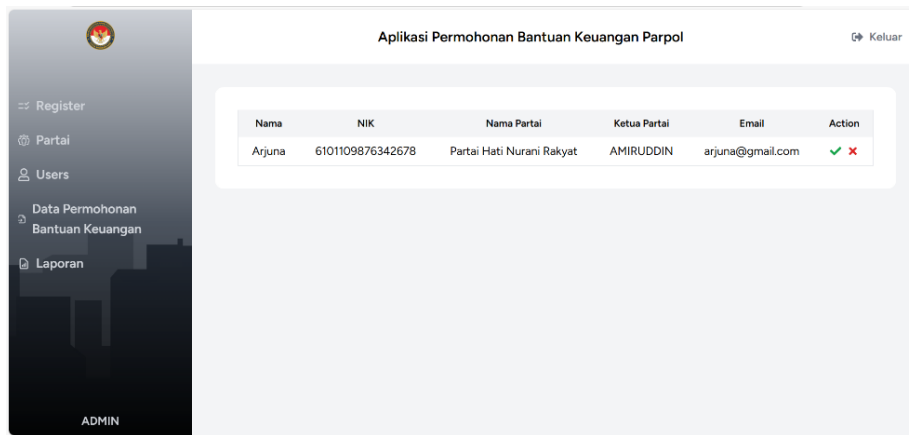 Aplikasi Permohonan Bantuan Keuangan Parpol
Keluar
Register
Partai
Users
Data Permohonan
Bantuan Keuangan
Laporan
ADMIN
Nama NIK Nama Partai Ketua Partai Email Action
Arjuna 6101109876342678 Partai Hati Nurani Rakyat AMIRUDDIN arjuna@gmail.com